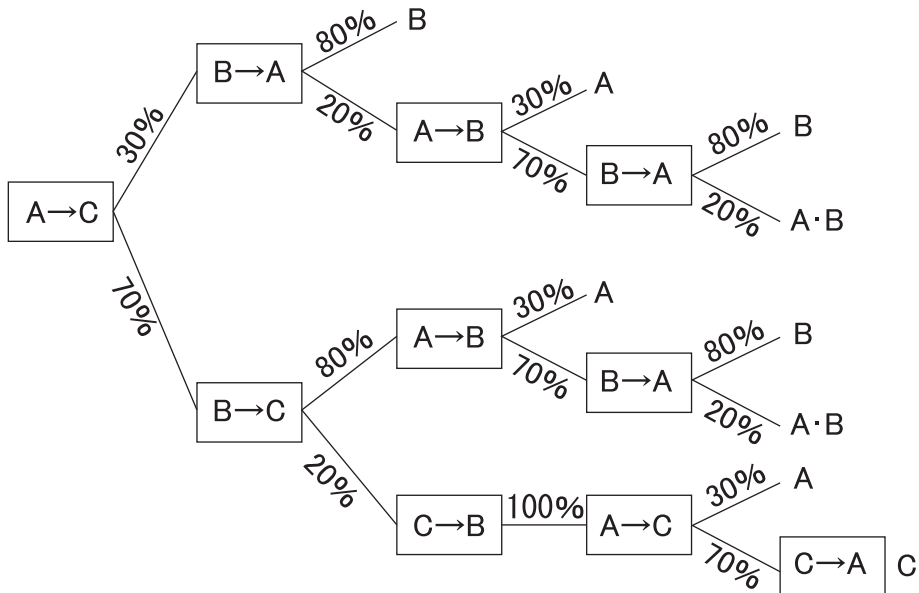 80% B
B→A
30% 20% 30% A
A→B
70% 80% B
B→A
20% A·B
A→C
70% 30% A
80% A→B
70% 80% B
B→A
B→C 20% A·B
20% 30% A
C→B 100% A→C
70% C→A C